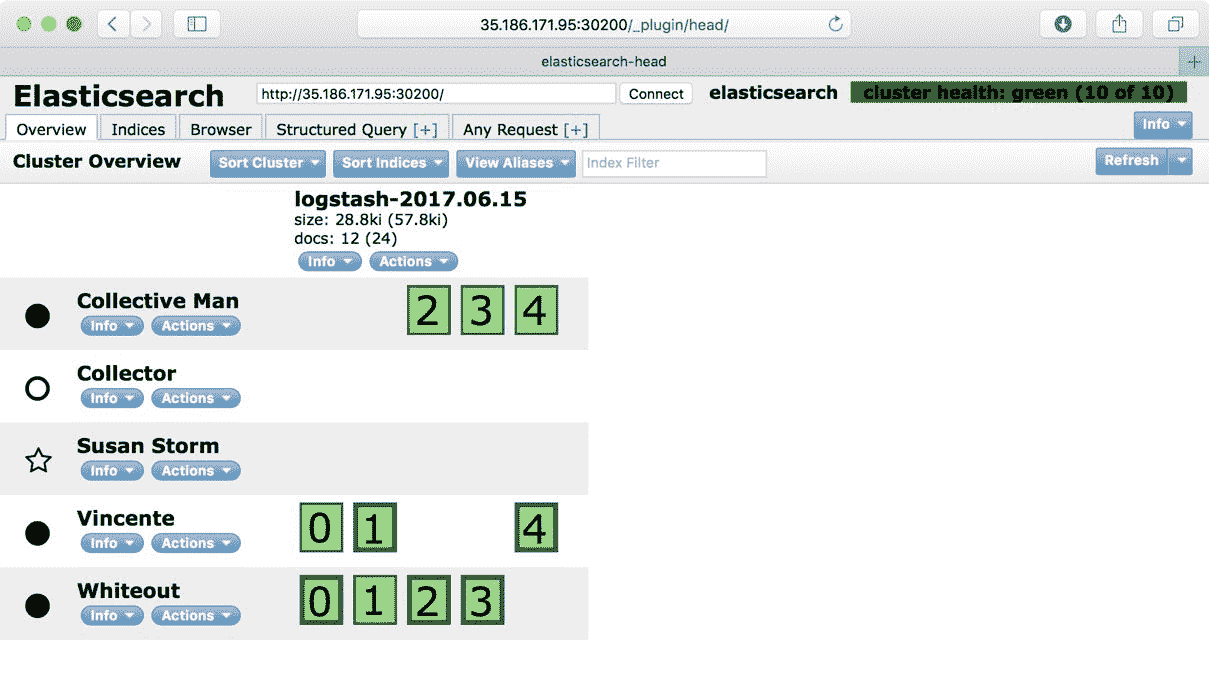 35.186.171.95:30200/_plugin/head/
elasticsearch-head
Elasticsearch http://35.186.171.95:30200/ Connect elasticsearch cluster health: green (10 of 10)
Overview Indices Browser Structured Query [+] Any Request [+] Info
Cluster Overview Sort Cluster Sort Indices View Aliases Index Filter Refresh
logstash-2017.06.15
size: 28.8ki (57.8ki)
docs: 12 (24)
Info Actions
Collective Man 2 3 4
Info Actions
Collector
Info Actions
Susan Storm
Info Actions
Vincente 0 1 4
Info Actions
Whiteout 0 1 2 3
Info Actions